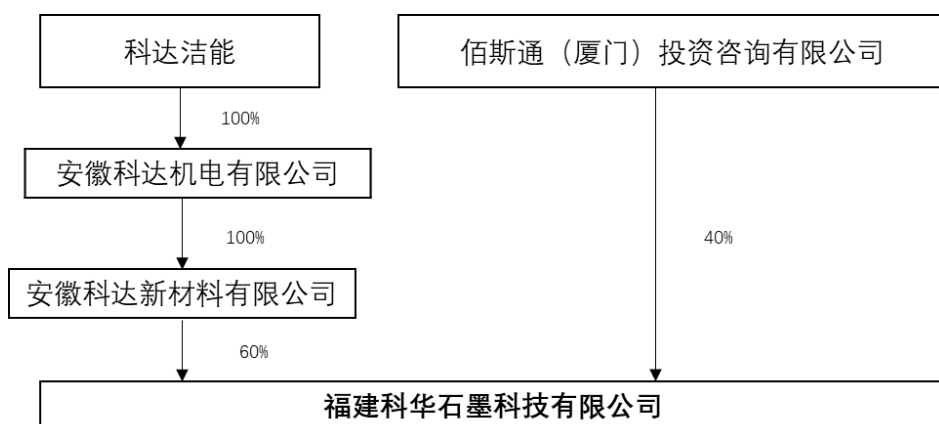 科达洁能
佰斯通（厦门）投资咨询有限公司
100%
安徽科达机电有限公司
100%
40%
安徽科达新材料有限公司
60%
福建科华石墨科技有限公司